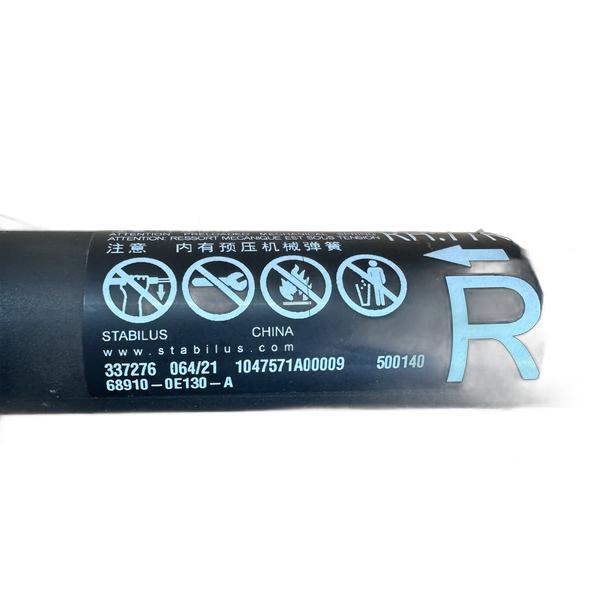 ATTENTION: PRELOADED MECHANICAL SPRING
ATTENTION: RESSORT MECANIQUE EST SOUS TENSION
注意 内有预压机械弹簧
R
STABILUS CHINA
www.stabilus.com
337276 064/21 1047571A00009 500140
68910-0E130-A